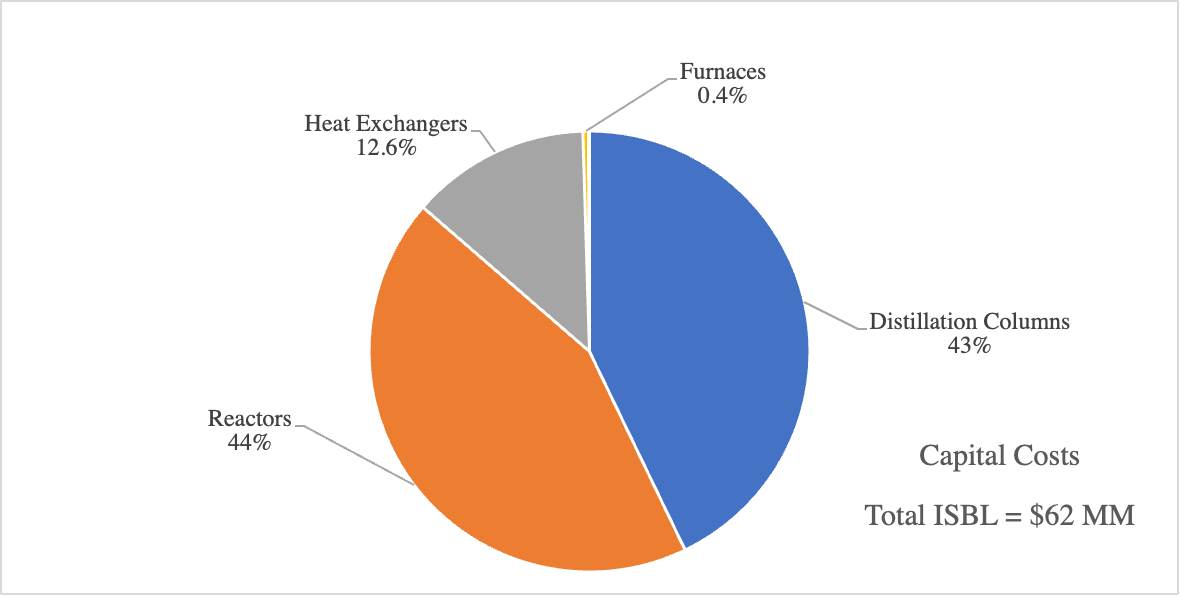 Furnaces
0.4%
Heat Exchangers
12.6%
Distillation Columns
43%
Reactors
44%
Capital Costs
Total ISBL = $62 MM